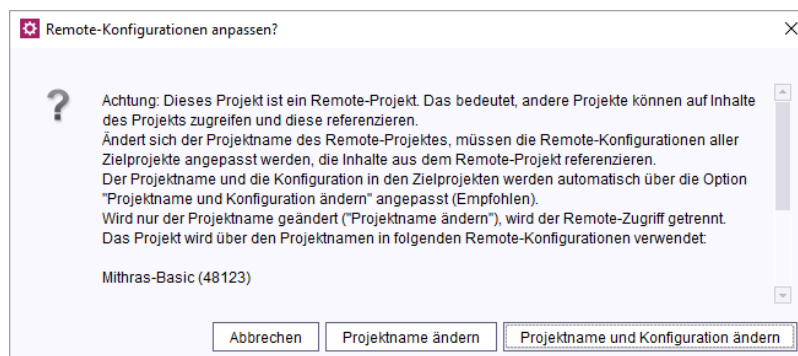 Remote-Konfigurationen anpassen?
Achtung: Dieses Projekt ist ein Remote-Projekt. Das bedeutet, andere Projekte können auf Inhalte
des Projekts zugreifen und diese referenzieren.
Ändert sich der Projektname des Remote-Projektes, müssen die Remote-Konfigurationen aller
Zielprojekte angepasst werden, die Inhalte aus dem Remote-Projekt referenzieren.
Der Projektname und die Konfiguration in den Zielprojekten werden automatisch über die Option
"Projektname und Konfiguration ändern" angepasst (Empfohlen).
Wird nur der Projektname geändert ("Projektname ändern"), wird der Remote-Zugriff getrennt.
Das Projekt wird über den Projektnamen in folgenden Remote-Konfigurationen verwendet:
Mithras-Basic (48123)
Abbrechen Projektname ändern Projektname und Konfiguration ändern